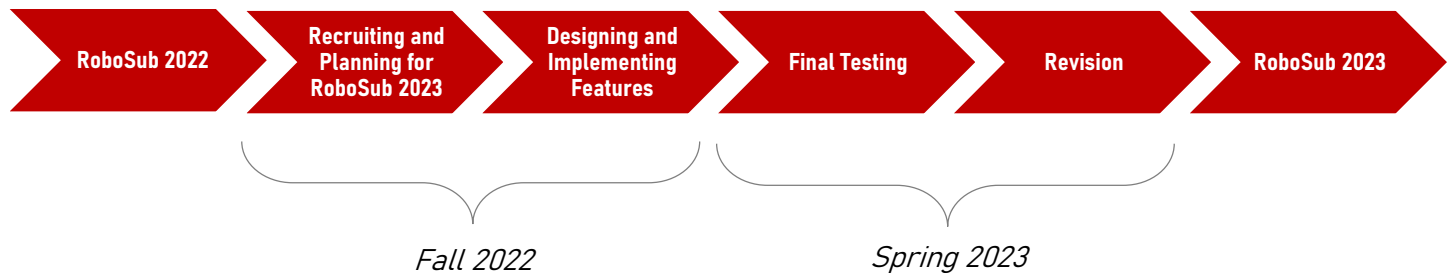 RoboSub 2022
Recruiting and
Planning for
RoboSub 2023
Designing and
Implementing
Features
Final Testing
Revision
RoboSub 2023
Fall 2022
Spring 2023